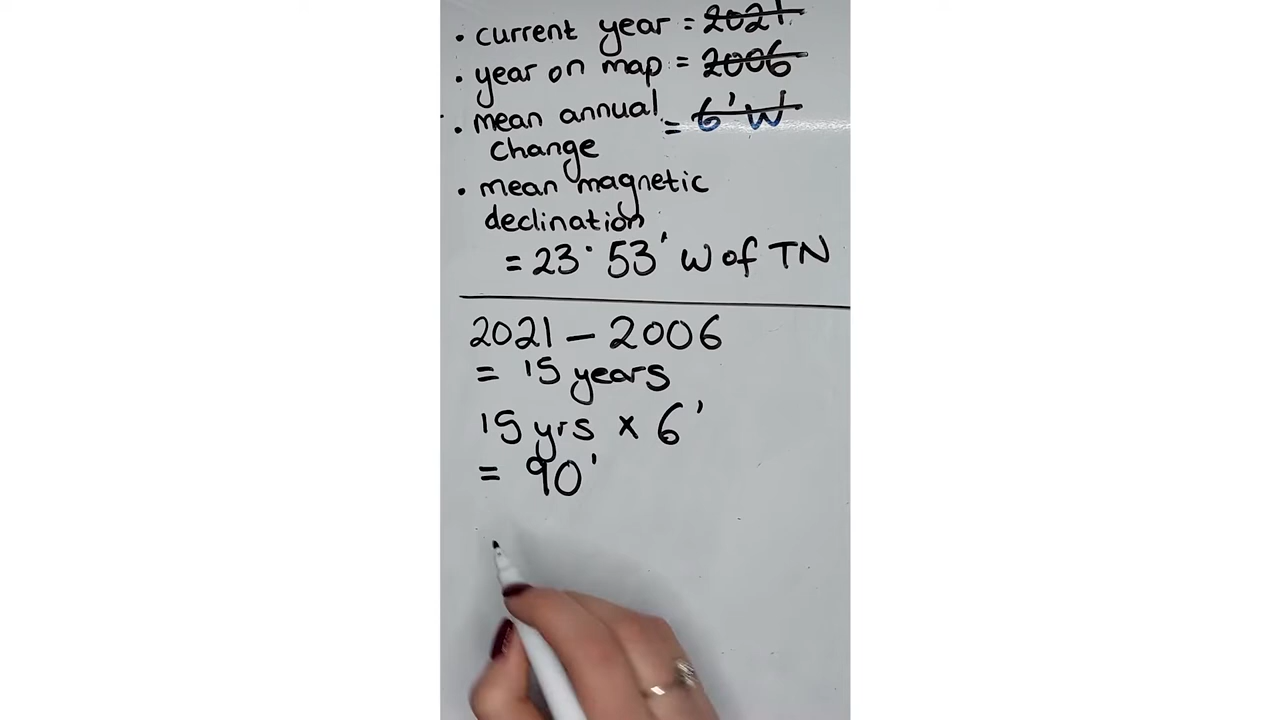 • current year = 2021
• year on map = 2006
• mean annual change = 6' W
• mean magnetic
declination
= 23° 53' W of TN
2021 – 2006
= 15 years
15 yrs × 6'
= 90'